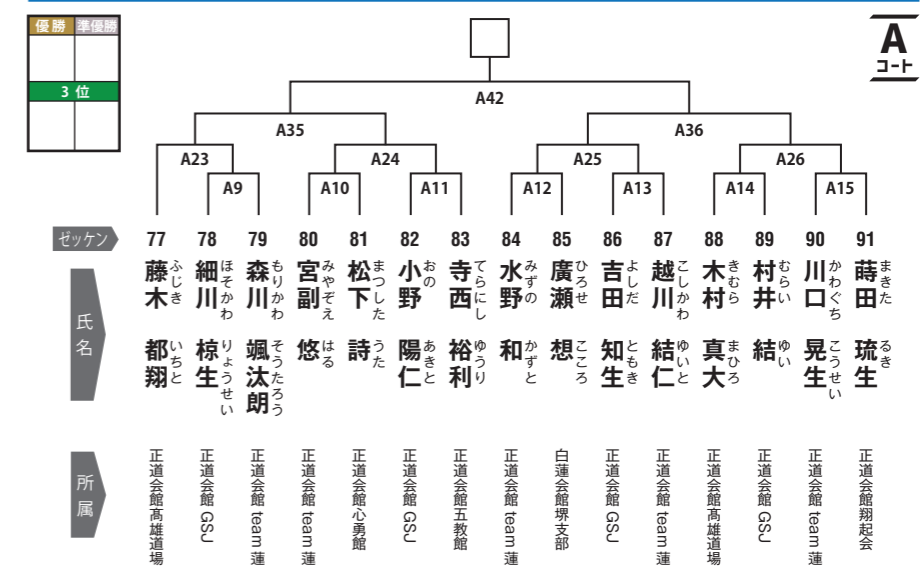 優勝 準優勝
3位
A
コート
A42
A35 A36
A23 A24 A25 A26
A9 A10 A11 A12 A13 A14 A15
ゼッケン 77 78 79 80 81 82 83 84 85 86 87 88 89 90 91
氏名
藤木 都翔 ふじき いちと
細川 椋生 ほそかわ りょうせい
森川 颯汰朗 もりかわ そうたろう
宮副 悠 みやぞえ はる
松下 詩 まつした うた
小野 陽仁 おの あきと
寺西 裕利 てらにし ゆうり
水野 和 みずの かずと
廣瀬 想 ひろせ こころ
吉田 知生 よしだ ともき
越川 結仁 こしかわ ゆいと
木村 真大 きむら まひろ
村井 結 むらい ゆい
川口 晃生 かわぐち こうせい
蒔田 琉生 まきた るき
所属
正道会館髙雄道場
正道会館 GSJ
正道会館 team 蓮
正道会館 team 蓮
正道会館心勇館
正道会館 GSJ
正道会館五教館
正道会館 team 蓮
白蓮会館堺支部
正道会館 GSJ
正道会館 team 蓮
正道会館髙雄道場
正道会館 GSJ
正道会館 team 蓮
正道会館翔起会